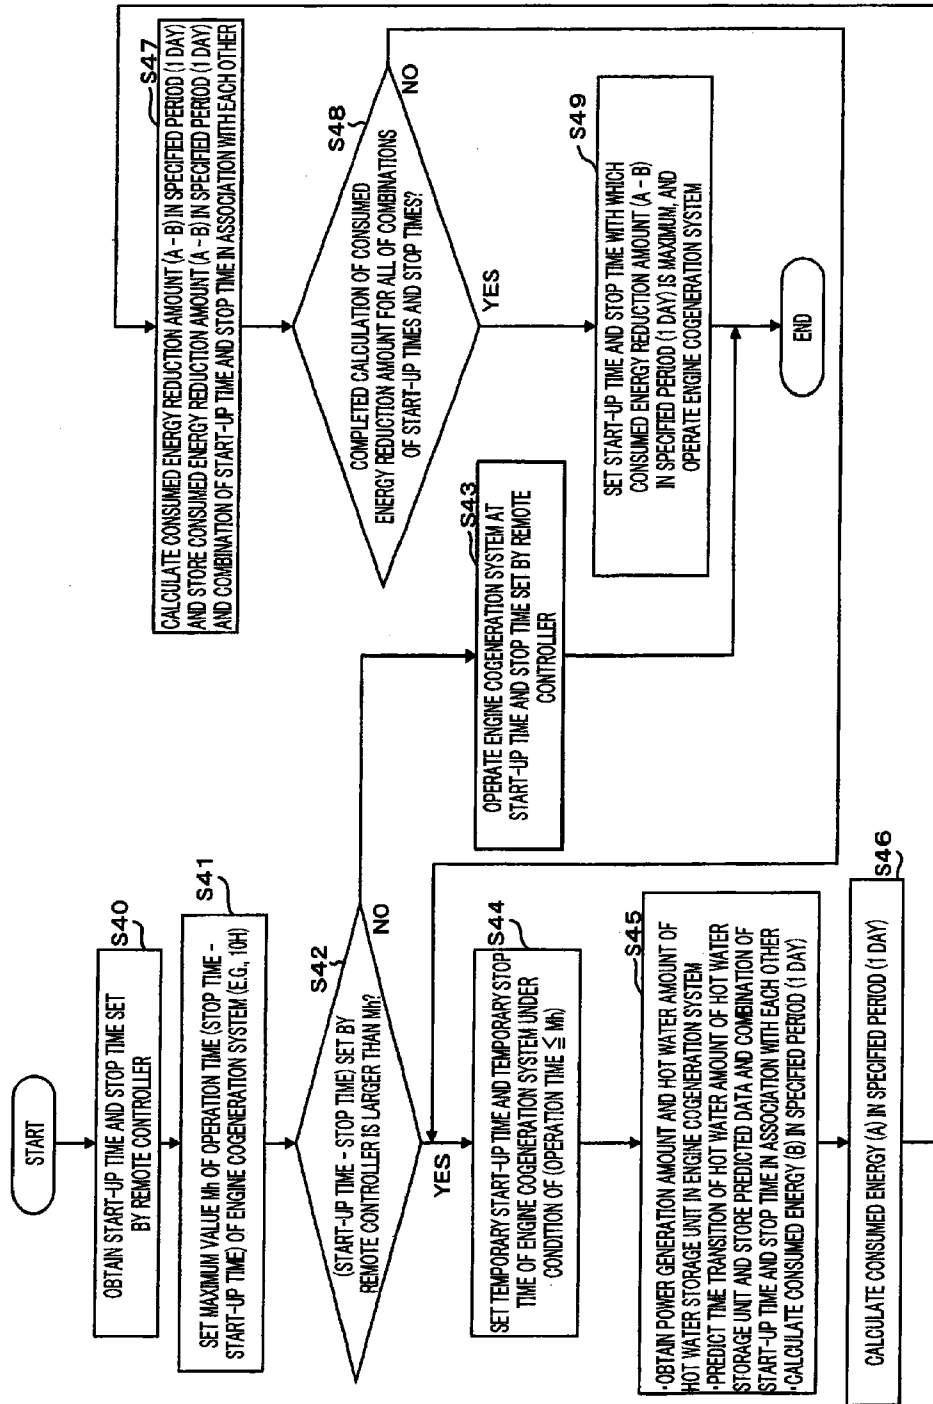 START
S40
OBTAIN START-UP TIME AND STOP TIME SET
BY REMOTE CONTROLLER
S41
SET MAXIMUM VALUE Mh OF OPERATION TIME (STOP TIME -
START-UP TIME) OF ENGINE COGENERATION SYSTEM (E.G., 10H)
S42
(START-UP TIME - STOP TIME) SET BY
REMOTE CONTROLLER IS LARGER THAN Mh?
NO
YES
S43
OPERATE ENGINE COGENERATION SYSTEM AT
START-UP TIME AND STOP TIME SET BY REMOTE
CONTROLLER
S44
SET TEMPORARY START-UP TIME AND TEMPORARY STOP
TIME OF ENGINE COGENERATION SYSTEM UNDER
CONDITION OF (OPERATION TIME ≦ Mh)
S45
·OBTAIN POWER GENERATION AMOUNT AND HOT WATER AMOUNT OF
HOT WATER STORAGE UNIT IN ENGINE COGENERATION SYSTEM
·PREDICT TIME TRANSITION OF HOT WATER AMOUNT OF HOT WATER
STORAGE UNIT AND STORE PREDICTED DATA AND COMBINATION OF
START-UP TIME AND STOP TIME IN ASSOCIATION WITH EACH OTHER
·CALCULATE CONSUMED ENERGY (B) IN SPECIFIED PERIOD (1 DAY)
S46
CALCULATE CONSUMED ENERGY (A) IN SPECIFIED PERIOD (1 DAY)
S47
CALCULATE CONSUMED ENERGY REDUCTION AMOUNT (A - B) IN SPECIFIED PERIOD (1 DAY)
AND STORE CONSUMED ENERGY REDUCTION AMOUNT (A - B) IN SPECIFIED PERIOD (1 DAY)
AND COMBINATION OF START-UP TIME AND STOP TIME IN ASSOCIATION WITH EACH OTHER
S48
COMPLETED CALCULATION OF CONSUMED
ENERGY REDUCTION AMOUNT FOR ALL OF COMBINATIONS
OF START-UP TIMES AND STOP TIMES?
NO
YES
S49
SET START-UP TIME AND STOP TIME WITH WHICH
CONSUMED ENERGY REDUCTION AMOUNT (A - B)
IN SPECIFIED PERIOD (1 DAY) IS MAXIMUM, AND
OPERATE ENGINE COGENERATION SYSTEM
END